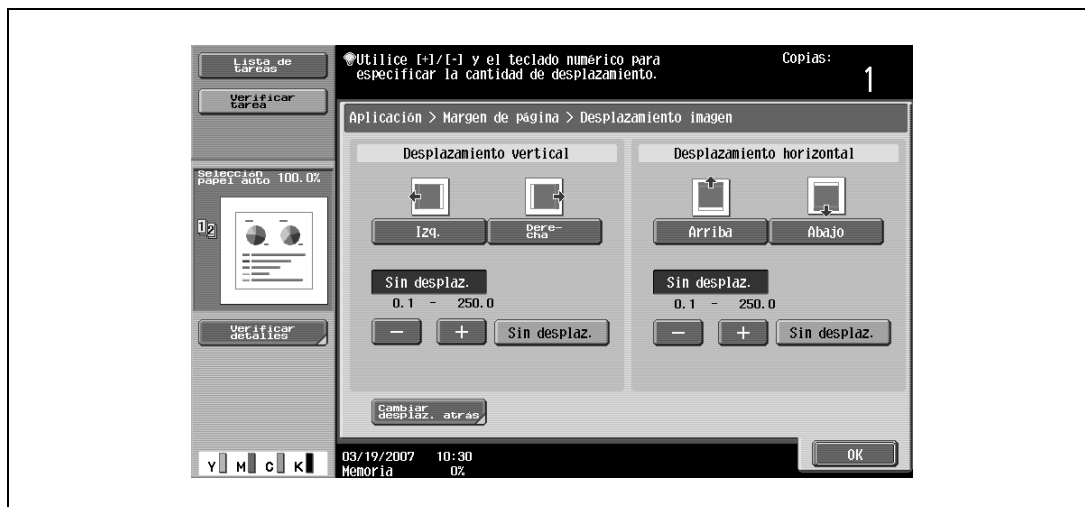 Lista de
tareas
Verificar
tarea
Utilice [+]/[-] y el teclado numérico para
especificar la cantidad de desplazamiento.
Copias:
1
Aplicación > Margen de página > Desplazamiento imagen
Selección
papel auto 100.0%
12
Verificar
detalles
Desplazamiento vertical
Izq.
Dere-
cha
Sin desplaz.
0.1 - 250.0
- + Sin desplaz.
Desplazamiento horizontal
Arriba
Abajo
Sin desplaz.
0.1 - 250.0
- + Sin desplaz.
Cambiar
desplaz. atrás
Y M C K
03/19/2007 10:30
Memoria 0%
OK